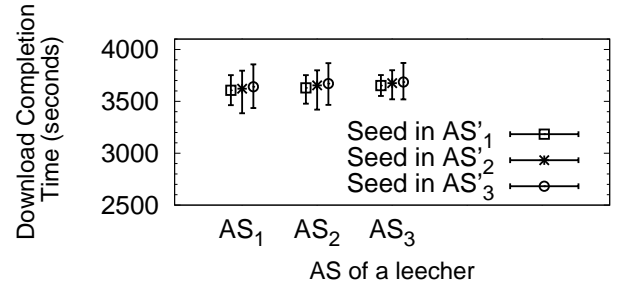 Download Completion
Time (seconds)
4000
3500
3000
2500
Seed in AS'1
Seed in AS'2
Seed in AS'3
AS1 AS2 AS3
AS of a leecher